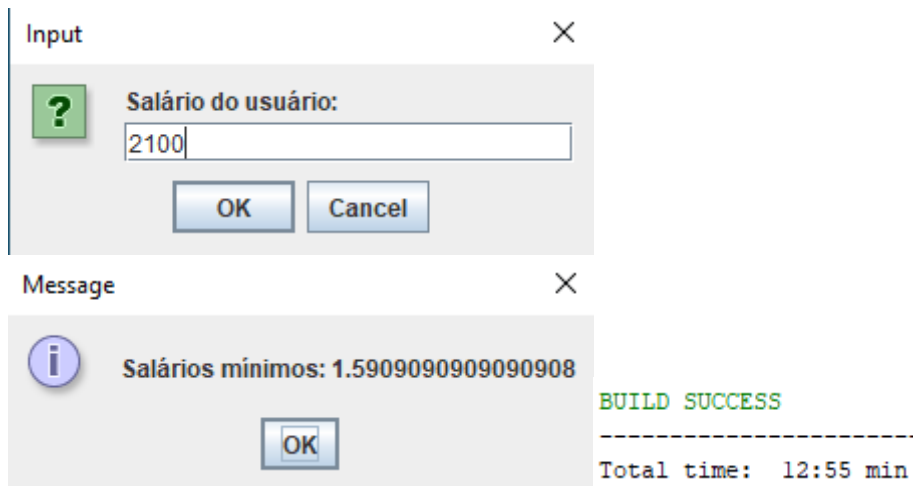 Input
Salário do usuário:
2100
OK Cancel
Message
Salários mínimos: 1.5909090909090908
OK
BUILD SUCCESS
------------------------
Total time:  12:55 min